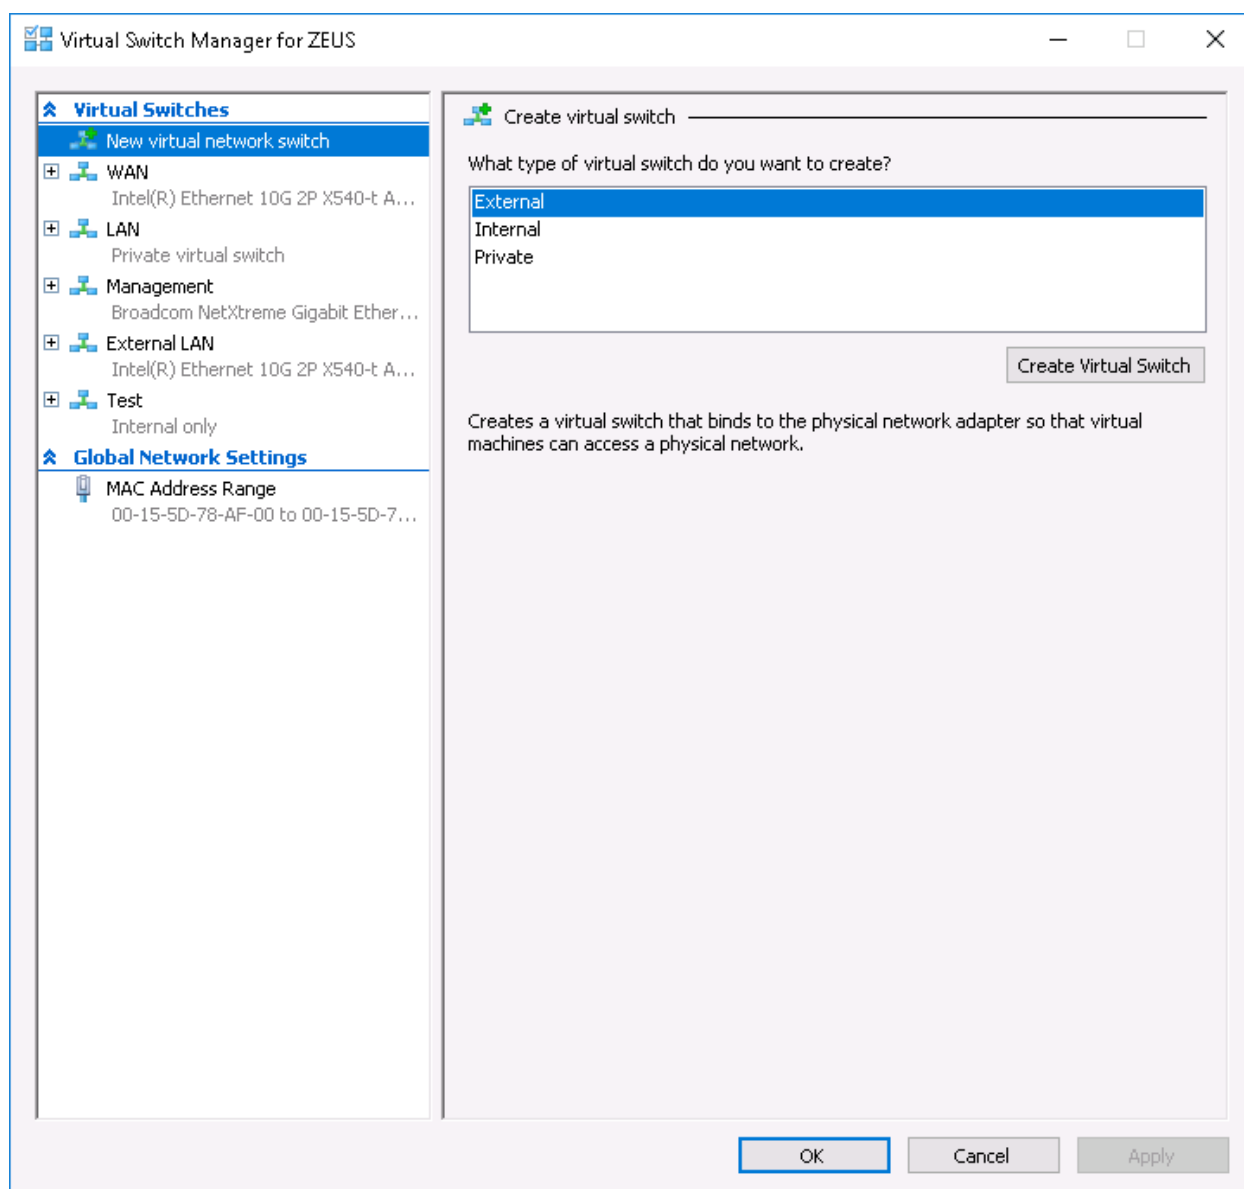 Virtual Switch Manager for ZEUS
Virtual Switches
New virtual network switch
WAN
Intel(R) Ethernet 10G 2P X540-t A...
LAN
Private virtual switch
Management
Broadcom NetXtreme Gigabit Ether...
External LAN
Intel(R) Ethernet 10G 2P X540-t A...
Test
Internal only
Global Network Settings
MAC Address Range
00-15-5D-78-AF-00 to 00-15-5D-7...
Create virtual switch
What type of virtual switch do you want to create?
External
Internal
Private
Create Virtual Switch
Creates a virtual switch that binds to the physical network adapter so that virtual
machines can access a physical network.
OK
Cancel
Apply